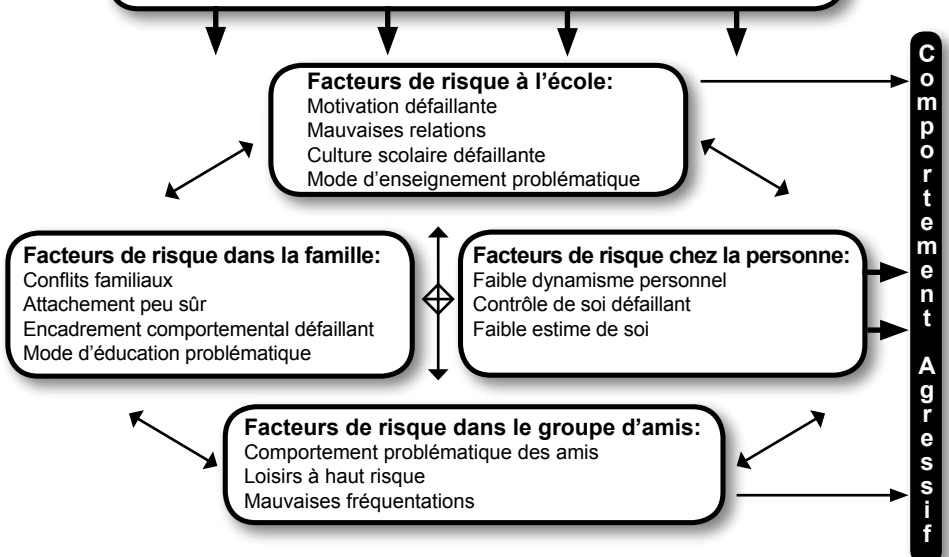 Facteurs de risque à l'école:
Motivation défaillante
Mauvaises relations
Culture scolaire défaillante
Mode d'enseignement problématique
Facteurs de risque dans la famille:
Conflits familiaux
Attachement peu sûr
Encadrement comportemental défaillant
Mode d'éducation problématique
Facteurs de risque chez la personne:
Faible dynamisme personnel
Contrôle de soi défaillant
Faible estime de soi
Facteurs de risque dans le groupe d'amis:
Comportement problématique des amis
Loisirs à haut risque
Mauvaises fréquentations
Comportement Agressif